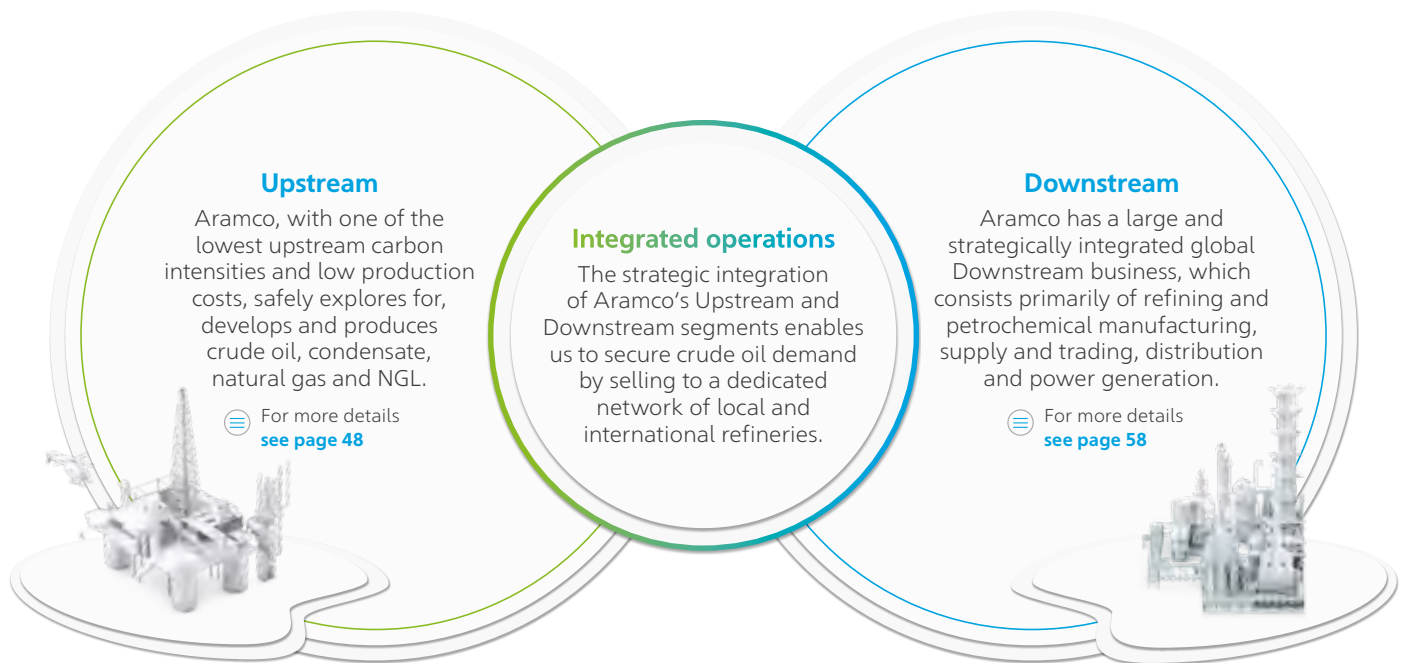 Upstream
Aramco, with one of the
lowest upstream carbon
intensities and low production
costs, safely explores for,
develops and produces
crude oil, condensate,
natural gas and NGL.
For more details
see page 48
Integrated operations
The strategic integration
of Aramco’s Upstream and
Downstream segments enables
us to secure crude oil demand
by selling to a dedicated
network of local and
international refineries.
Downstream
Aramco has a large and
strategically integrated global
Downstream business, which
consists primarily of refining and
petrochemical manufacturing,
supply and trading, distribution
and power generation.
For more details
see page 58